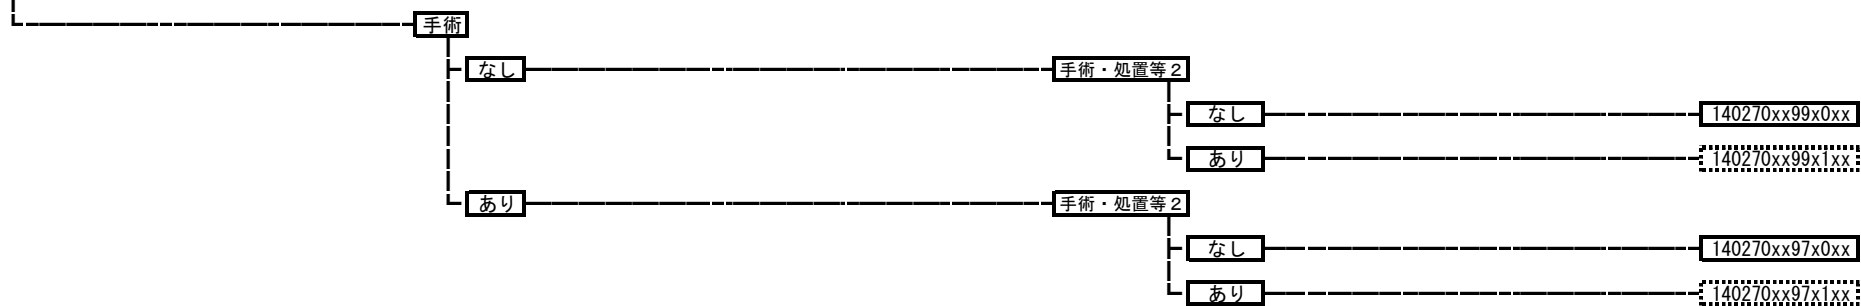 手術
なし 手術・処置等２
なし 140270xx99x0xx
あり 140270xx99x1xx
あり 手術・処置等２
なし 140270xx97x0xx
あり 140270xx97x1xx